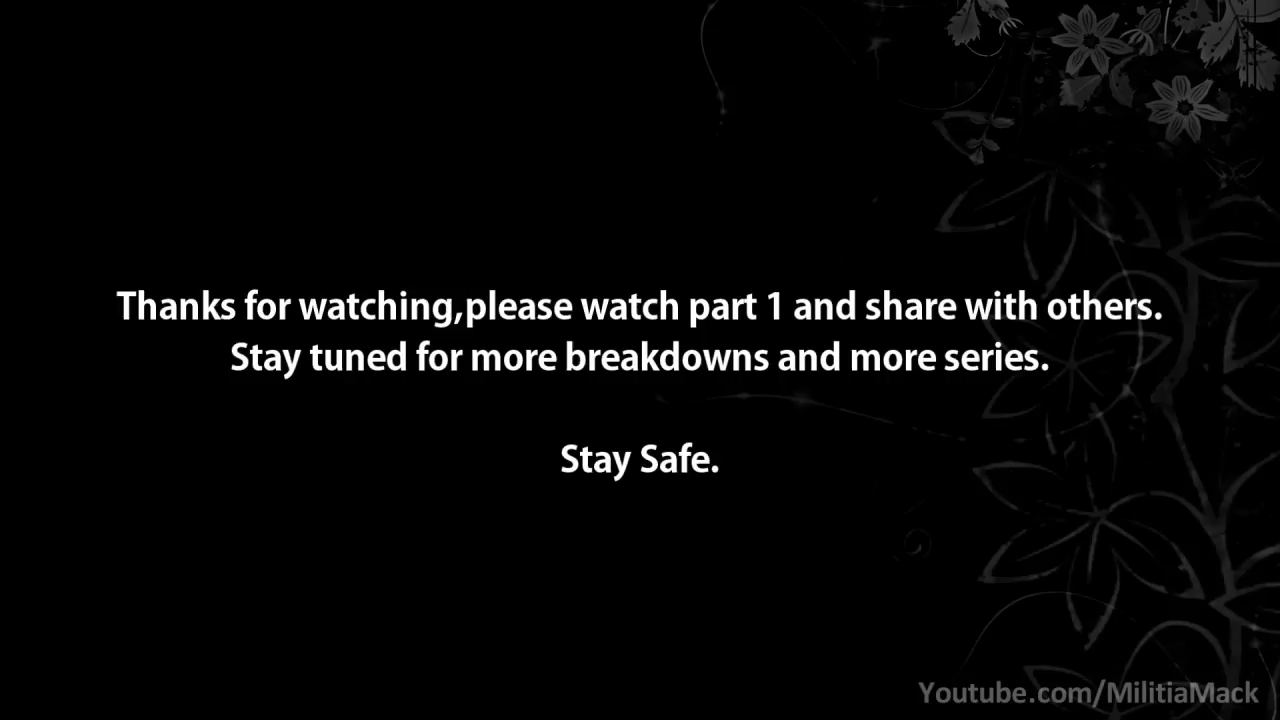 Thanks for watching,please watch part 1 and share with others.
Stay tuned for more breakdowns and more series.
Stay Safe.
Youtube.com/MilitiaMack